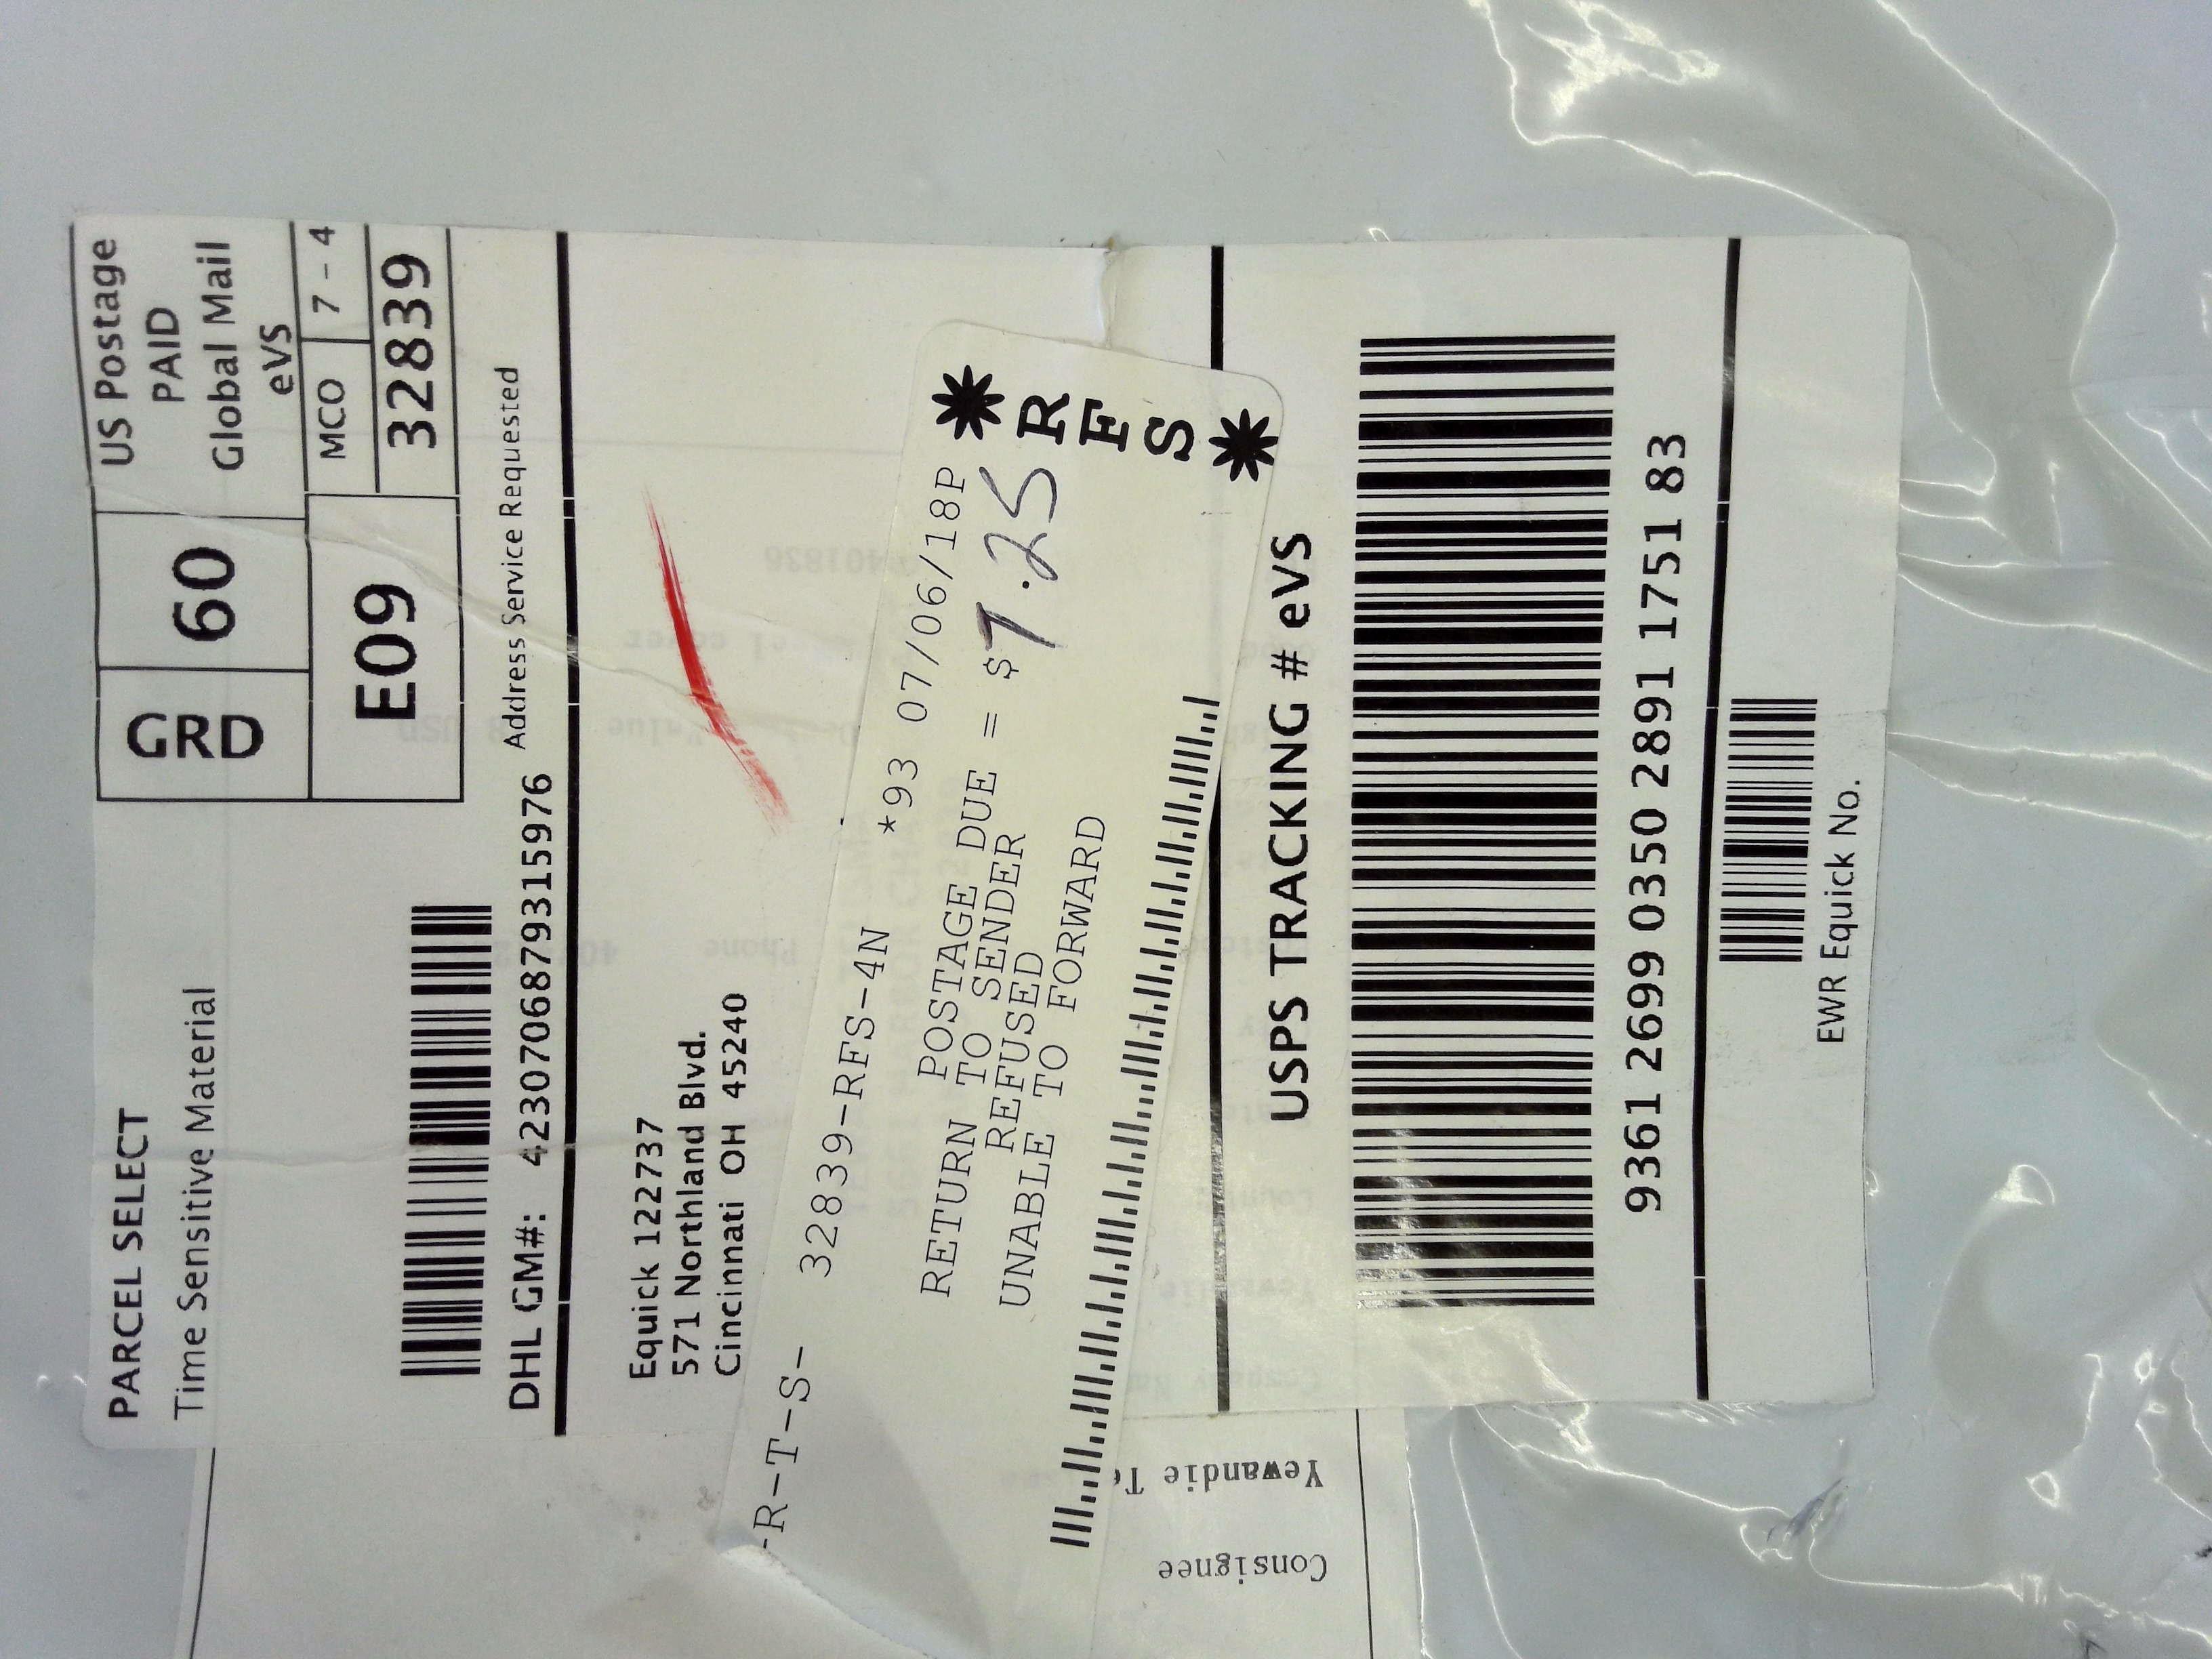 PARCEL SELECT
Time Sensitive Material
GRD
60
US Postage
PAID
Global Mail
eVS
E09
MCO
7 - 4
32839
DHL GM#: 4230706879315976
Address Service Requested
Equick 122737
571 Northland Blvd.
Cincinnati OH 45240
-R-T-S- 32839-RFS-4N *93 07/06/18P
RETURN POSTAGE DUE = $7.25
TO SENDER
REFUSED
UNABLE TO FORWARD
* R F S *
USPS TRACKING # eVS
9361 2699 0350 2891 1751 83
EWR Equick No.
Consignee
Yewandie